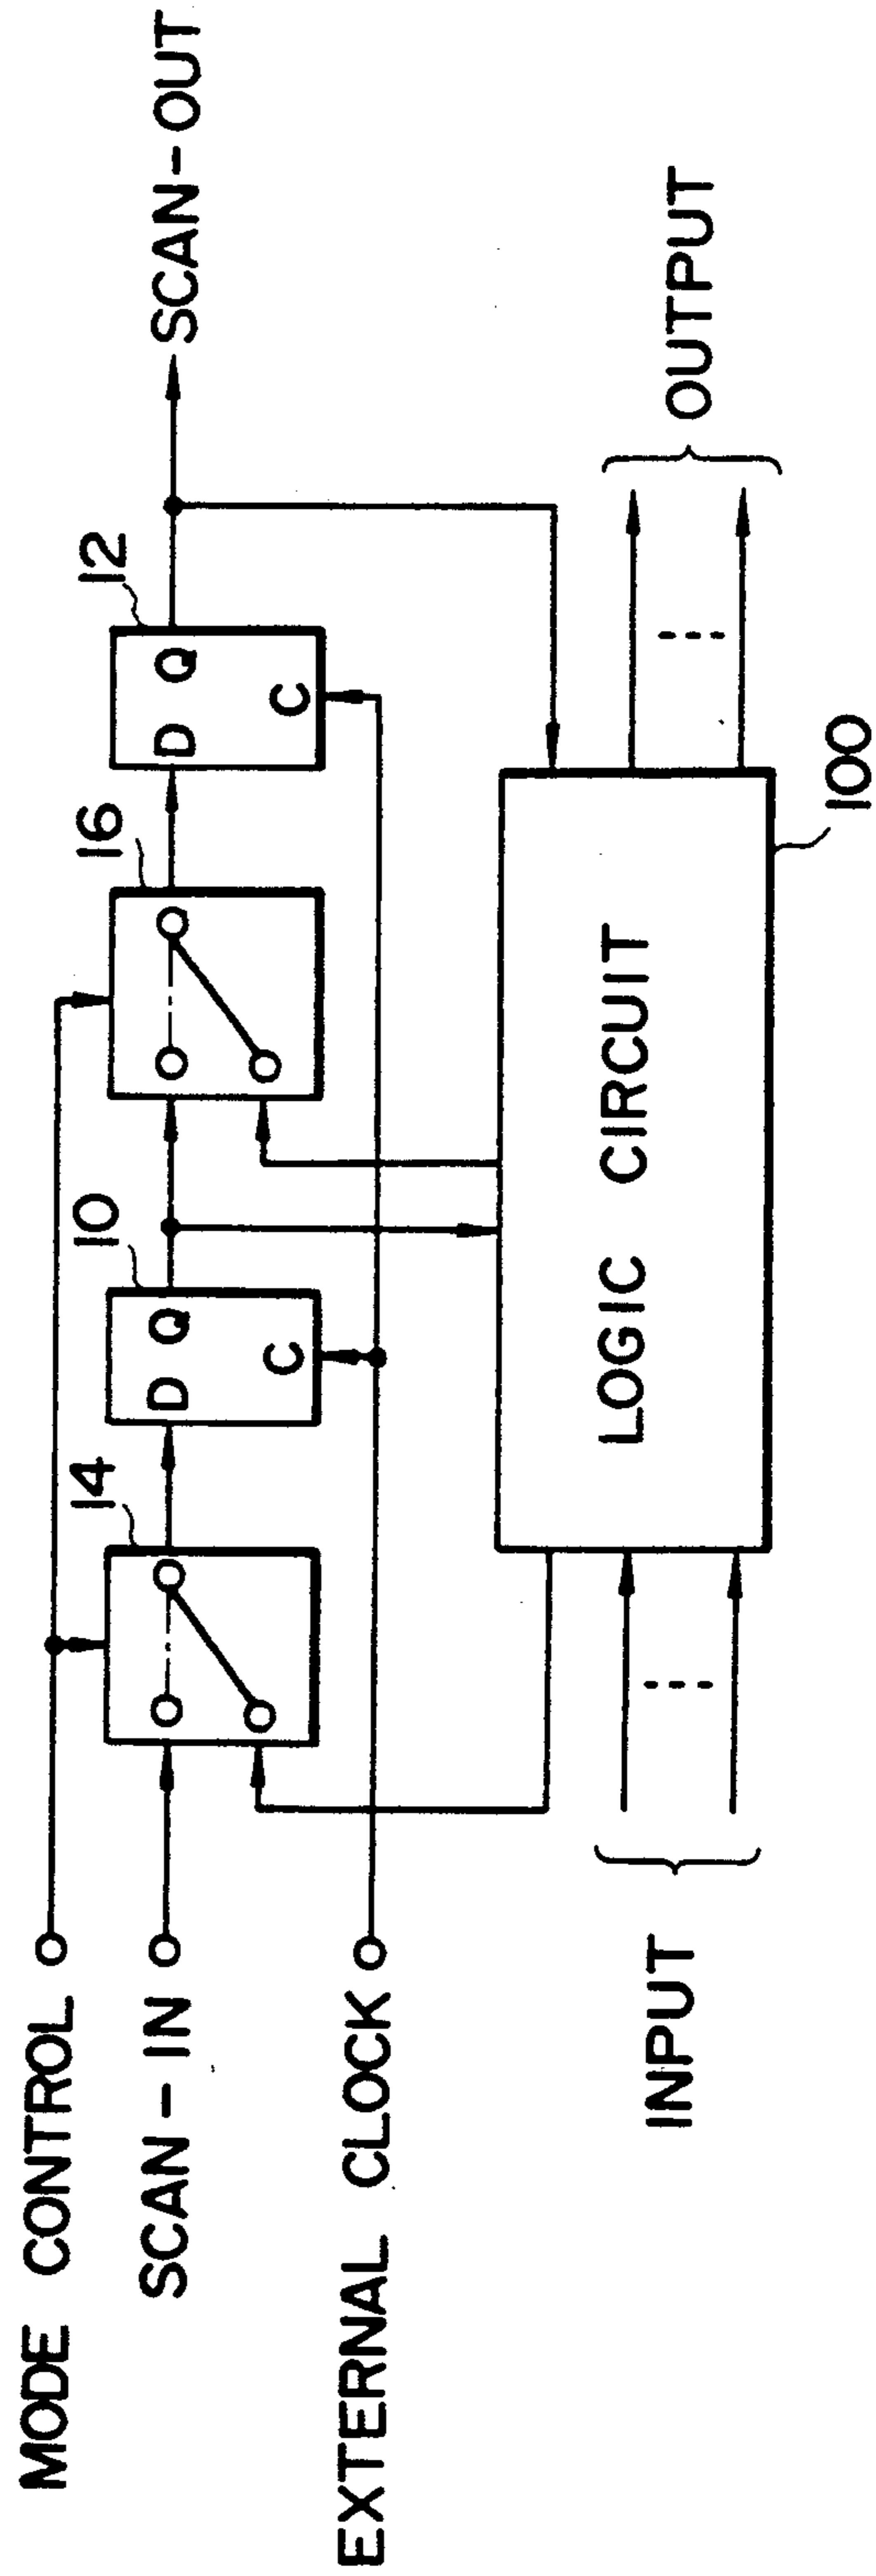 MODE CONTROL
SCAN-IN
EXTERNAL CLOCK
INPUT
14
D Q
C
10
16
D Q
C
12
SCAN-OUT
LOGIC CIRCUIT
100
OUTPUT